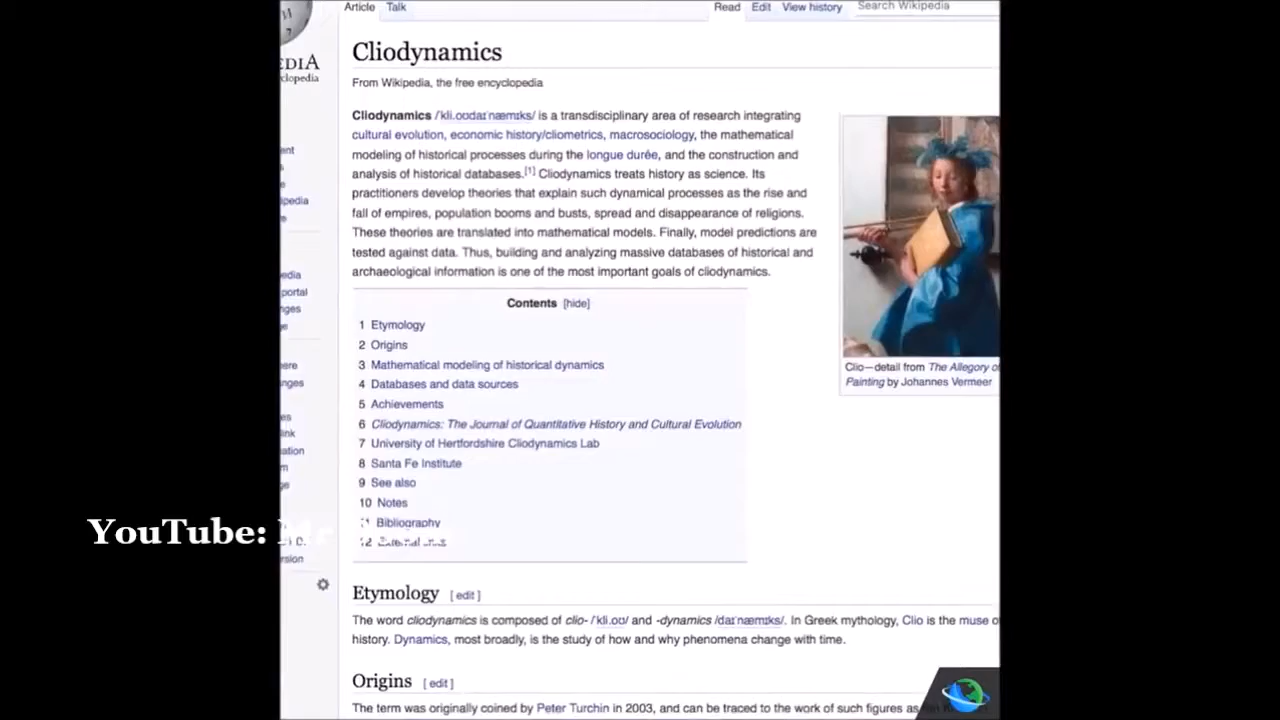 Article Talk Read Edit View history Search Wikipedia
EDIA
clopedia
Cliodynamics
From Wikipedia, the free encyclopedia
Cliodynamics /ˈkli.oʊdaɪˈnæmɪks/ is a transdisciplinary area of research integrating
cultural evolution, economic history/cliometrics, macrosociology, the mathematical
modeling of historical processes during the longue durée, and the construction and
analysis of historical databases.[1] Cliodynamics treats history as science. Its
practitioners develop theories that explain such dynamical processes as the rise and
fall of empires, population booms and busts, spread and disappearance of religions.
These theories are translated into mathematical models. Finally, model predictions are
tested against data. Thus, building and analyzing massive databases of historical and
archaeological information is one of the most important goals of cliodynamics.
Clio—detail from The Allegory of
Painting by Johannes Vermeer
Contents [hide]
1 Etymology
2 Origins
3 Mathematical modeling of historical dynamics
4 Databases and data sources
5 Achievements
6 Cliodynamics: The Journal of Quantitative History and Cultural Evolution
7 University of Hertfordshire Cliodynamics Lab
8 Santa Fe Institute
9 See also
10 Notes
11 Bibliography
YouTube: Mr
Etymology [ edit ]
The word cliodynamics is composed of clio- /ˈkli.oʊ/ and -dynamics /daɪˈnæmɪks/. In Greek mythology, Clio is the muse o
history. Dynamics, most broadly, is the study of how and why phenomena change with time.
Origins [ edit ]
The term was originally coined by Peter Turchin in 2003, and can be traced to the work of such figures as